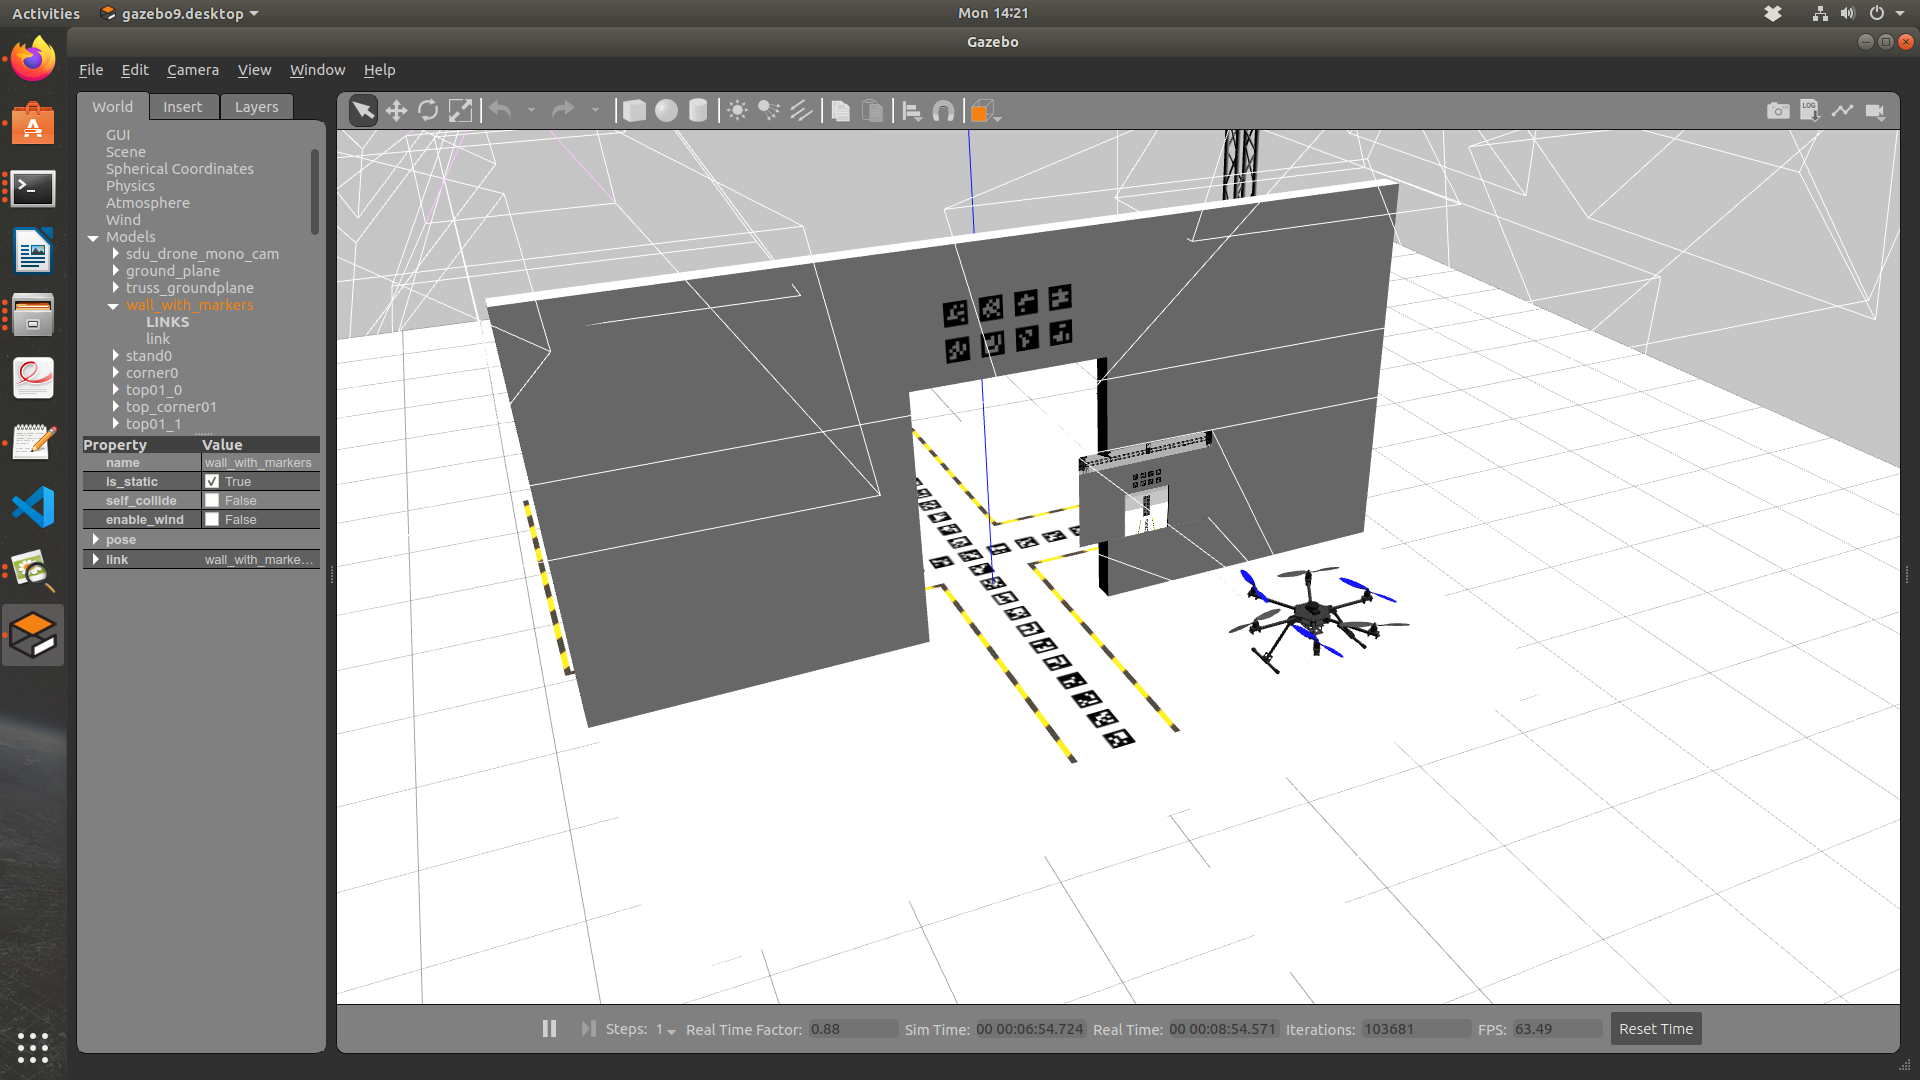 Activities gazebo9.desktop Mon 14:21
Gazebo
File Edit Camera View Window Help
World Insert Layers
GUI
Scene
Spherical Coordinates
Physics
Atmosphere
Wind
Models
sdu_drone_mono_cam
ground_plane
truss_groundplane
wall_with_markers
LINKS
link
stand0
corner0
top01_0
top_corner01
top01_1
Property Value
name wall_with_markers
is_static True
self_collide False
enable_wind False
pose
link wall_with_marke...
LOG
Steps: 1 Real Time Factor: 0.88 Sim Time: 00 00:06:54.724 Real Time: 00 00:08:54.571 Iterations: 103681 FPS: 63.49 Reset Time